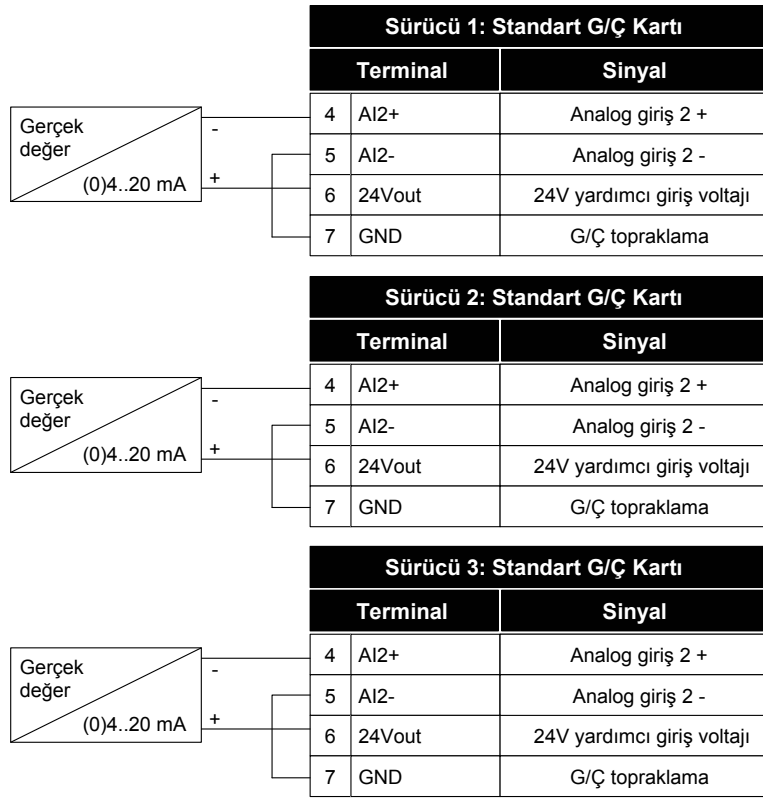 Sürücü 1: Standart G/Ç Kartı
Terminal Sinyal
Gerçek
değer
(0)4..20 mA
-
+
4 AI2+ Analog giriş 2 +
5 AI2- Analog giriş 2 -
6 24Vout 24V yardımcı giriş voltajı
7 GND G/Ç topraklama
Sürücü 2: Standart G/Ç Kartı
Terminal Sinyal
Gerçek
değer
(0)4..20 mA
-
+
4 AI2+ Analog giriş 2 +
5 AI2- Analog giriş 2 -
6 24Vout 24V yardımcı giriş voltajı
7 GND G/Ç topraklama
Sürücü 3: Standart G/Ç Kartı
Terminal Sinyal
Gerçek
değer
(0)4..20 mA
-
+
4 AI2+ Analog giriş 2 +
5 AI2- Analog giriş 2 -
6 24Vout 24V yardımcı giriş voltajı
7 GND G/Ç topraklama